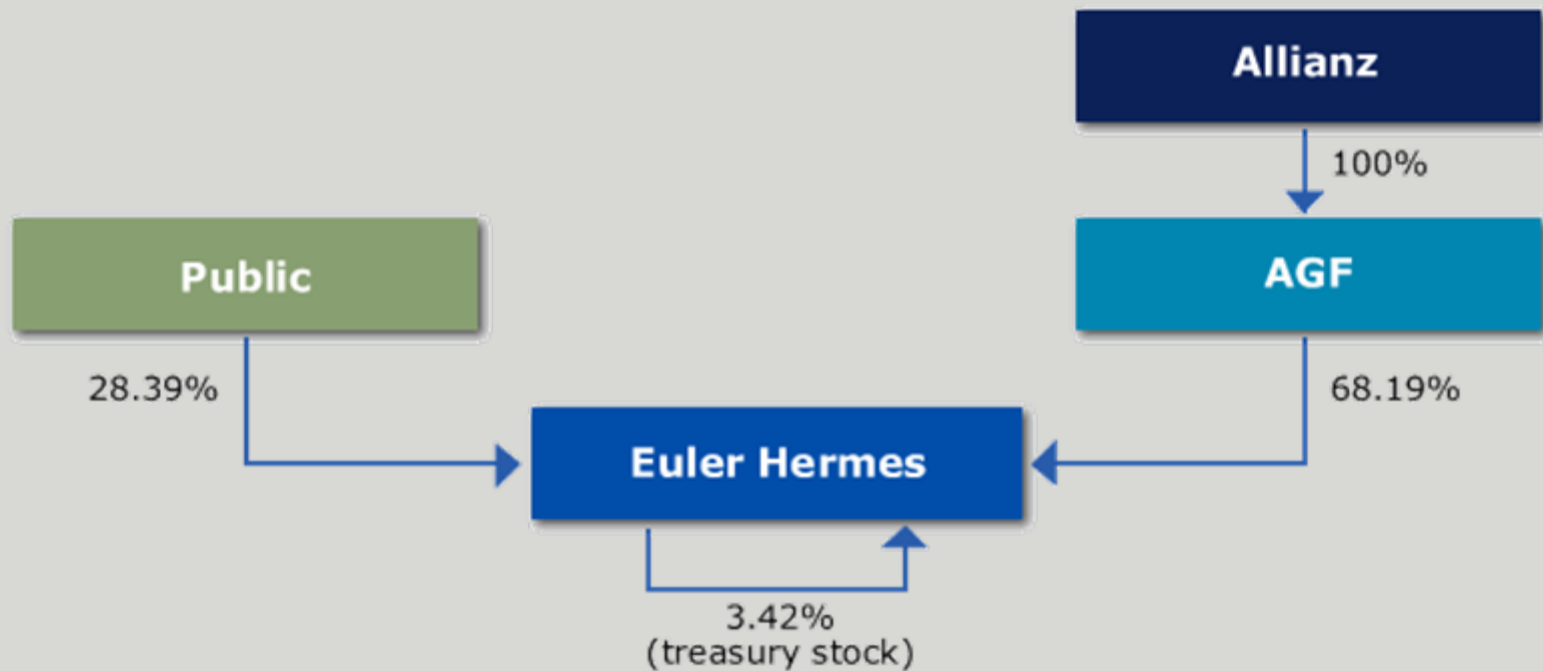 Allianz
100%
Public
AGF
28.39%
68.19%
Euler Hermes
3.42%
(treasury stock)